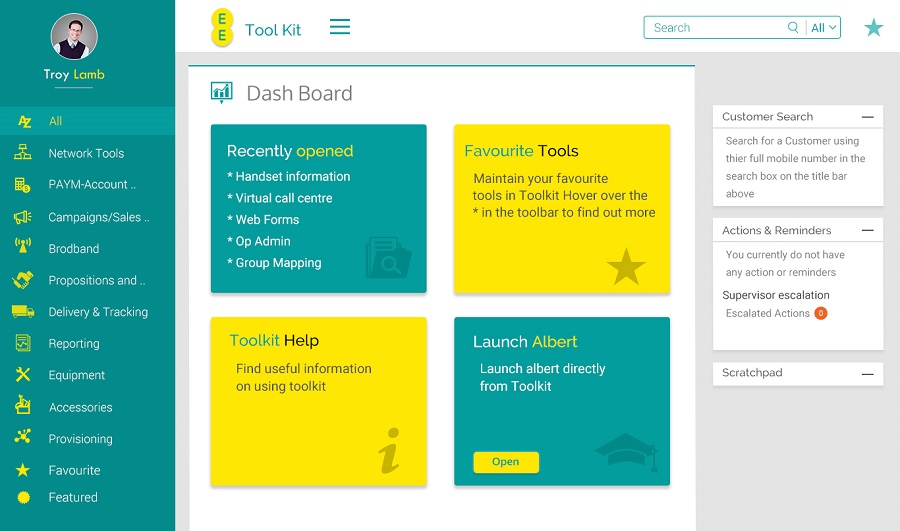 Troy Lamb
All
Network Tools
PAYM-Account ..
Campaigns/Sales ..
Brodband
Propositions and ..
Delivery & Tracking
Reporting
Equipment
Accessories
Provisioning
Favourite
Featured
AZ
E
E
Tool Kit
Search
All
Dash Board
Recently opened
* Handset information
* Virtual call centre
* Web Forms
* Op Admin
* Group Mapping
Favourite Tools
Maintain your favourite
tools in Toolkit Hover over the
* in the toolbar to find out more
Toolkit Help
Find useful information
on using toolkit
i
Launch Albert
Launch albert directly
from Toolkit
Open
Customer Search
Search for a Customer using
thier full mobile number in the
search box on the title bar
above
Actions & Reminders
You currently do not have
any action or reminders
Supervisor escalation
Escalated Actions 0
Scratchpad